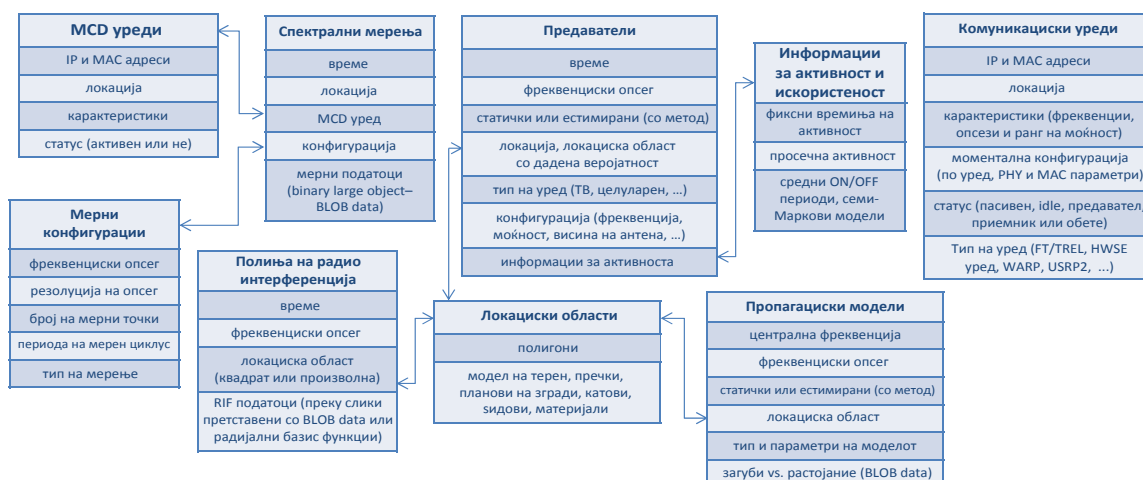 MCD уреди
IP и MAC адреси
локација
карактеристики
статус (активен или не)
Спектрални мерења
време
локација
MCD уред
конфигурација
мерни податоци
(binary large object–
BLOB data)
Предаватели
време
фреквенциски опсег
статички или естимирани (со метод)
локација, локациска област
со дадена веројатност
тип на уред (ТВ, целуларен, ...)
конфигурација (фреквенција,
моќност, висина на антена, ...)
информации за активноста
Информации
за активност и
искористеност
фиксни времиња на
активност
просечна активност
средни ON/OFF
периоди, семи-
Маркови модели
Комуникациски уреди
IP и MAC адреси
локација
карактеристики (фреквенции,
опсези и ранг на моќност)
моментална конфигурација
(по уред, PHY и MAC параметри)
статус (пасивен, idle, предавател,
приемник или обете)
Тип на уред (FT/TREL, HWSE
уред, WARP, USRP2, ...)
Мерни
конфигурации
фреквенциски опсег
резолуција на опсег
број на мерни точки
периода на мерен циклус
тип на мерење
Полиња на радио
интерференција
време
фреквенциски опсег
локациска област
(квадрат или произволна)
RIF податоци (преку слики
претставени со BLOB data или
радијални базис функции)
Локациски области
полигони
модел на терен, пречки,
планови на згради, катови,
ѕидови, материјали
Пропагациски модели
централна фреквенција
фреквенциски опсег
статички или естимирани (со метод)
локациска област
тип и параметри на моделот
загуби vs. растојание (BLOB data)